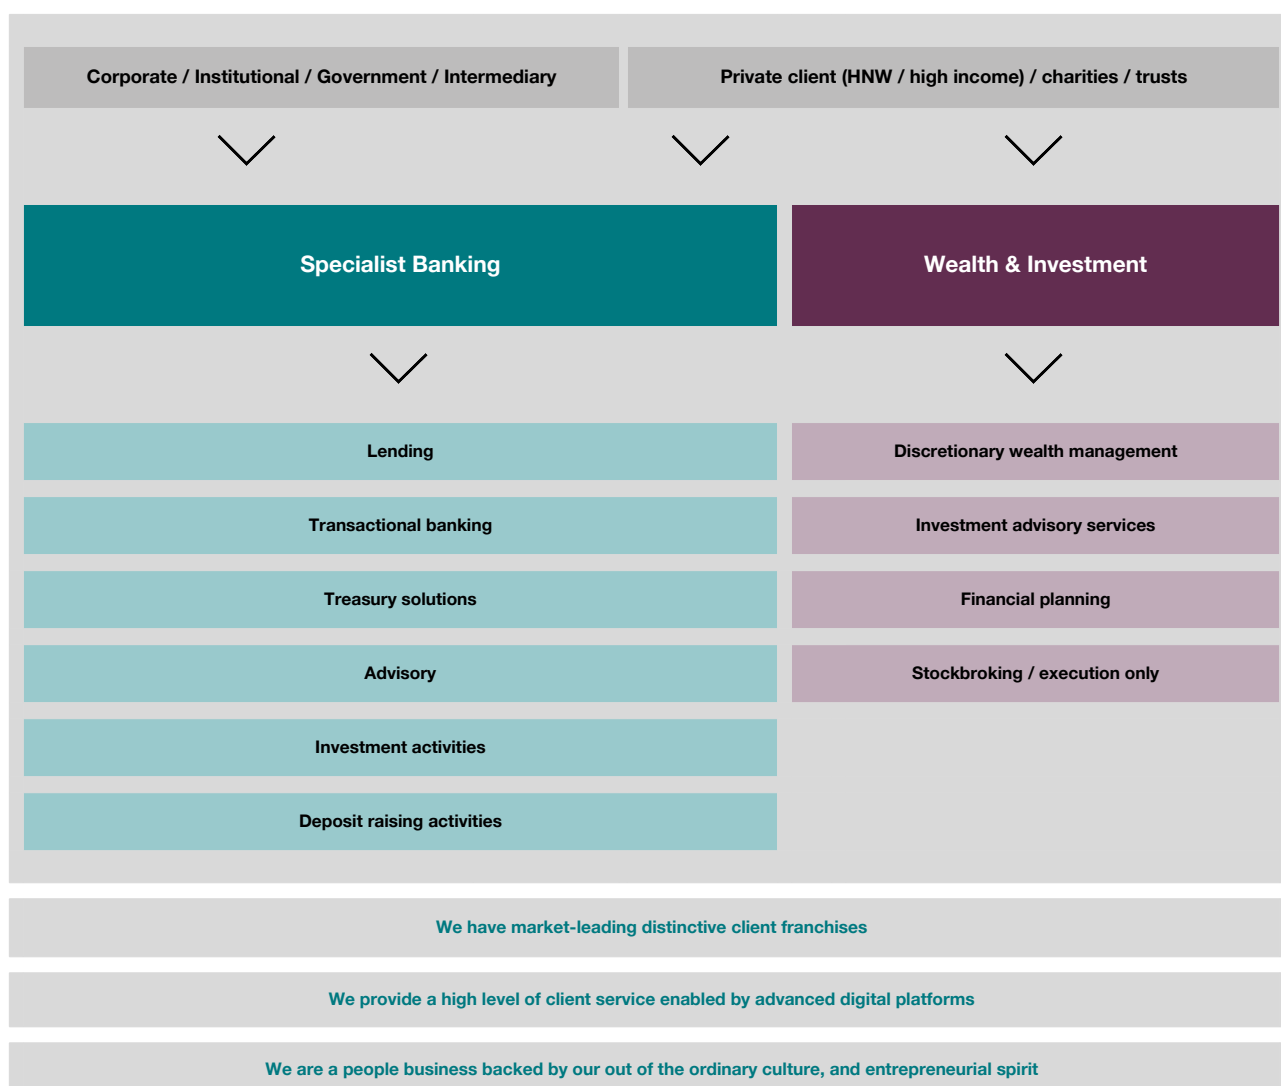 Corporate / Institutional / Government / Intermediary
Private client (HNW / high income) / charities / trusts
Specialist Banking
Wealth & Investment
Lending
Transactional banking
Treasury solutions
Advisory
Investment activities
Deposit raising activities
Discretionary wealth management
Investment advisory services
Financial planning
Stockbroking / execution only
We have market-leading distinctive client franchises
We provide a high level of client service enabled by advanced digital platforms
We are a people business backed by our out of the ordinary culture, and entrepreneurial spirit